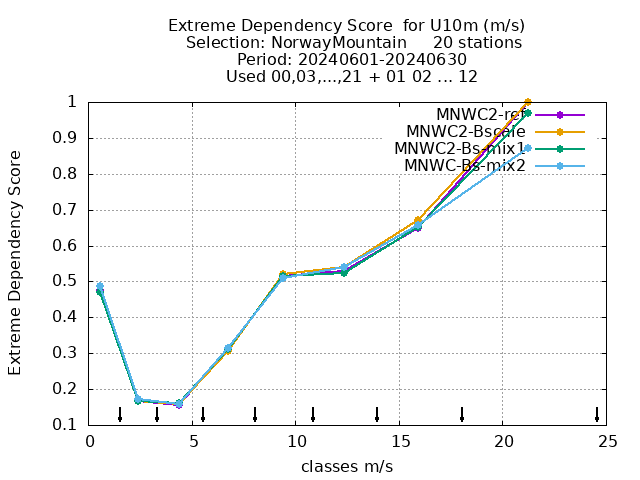 Extreme Dependency Score  for U10m (m/s)
Selection: NorwayMountain     20 stations
Period: 20240601-20240630
Used 00,03,...,21 + 01 02 ... 12
MNWC2-ref
MNWC2-Bscale
MNWC2-Bs-mix1
MNWC-Bs-mix2
1
0.9
0.8
0.7
0.6
0.5
0.4
0.3
0.2
0.1
Extreme Dependency Score
0 5 10 15 20 25
classes m/s